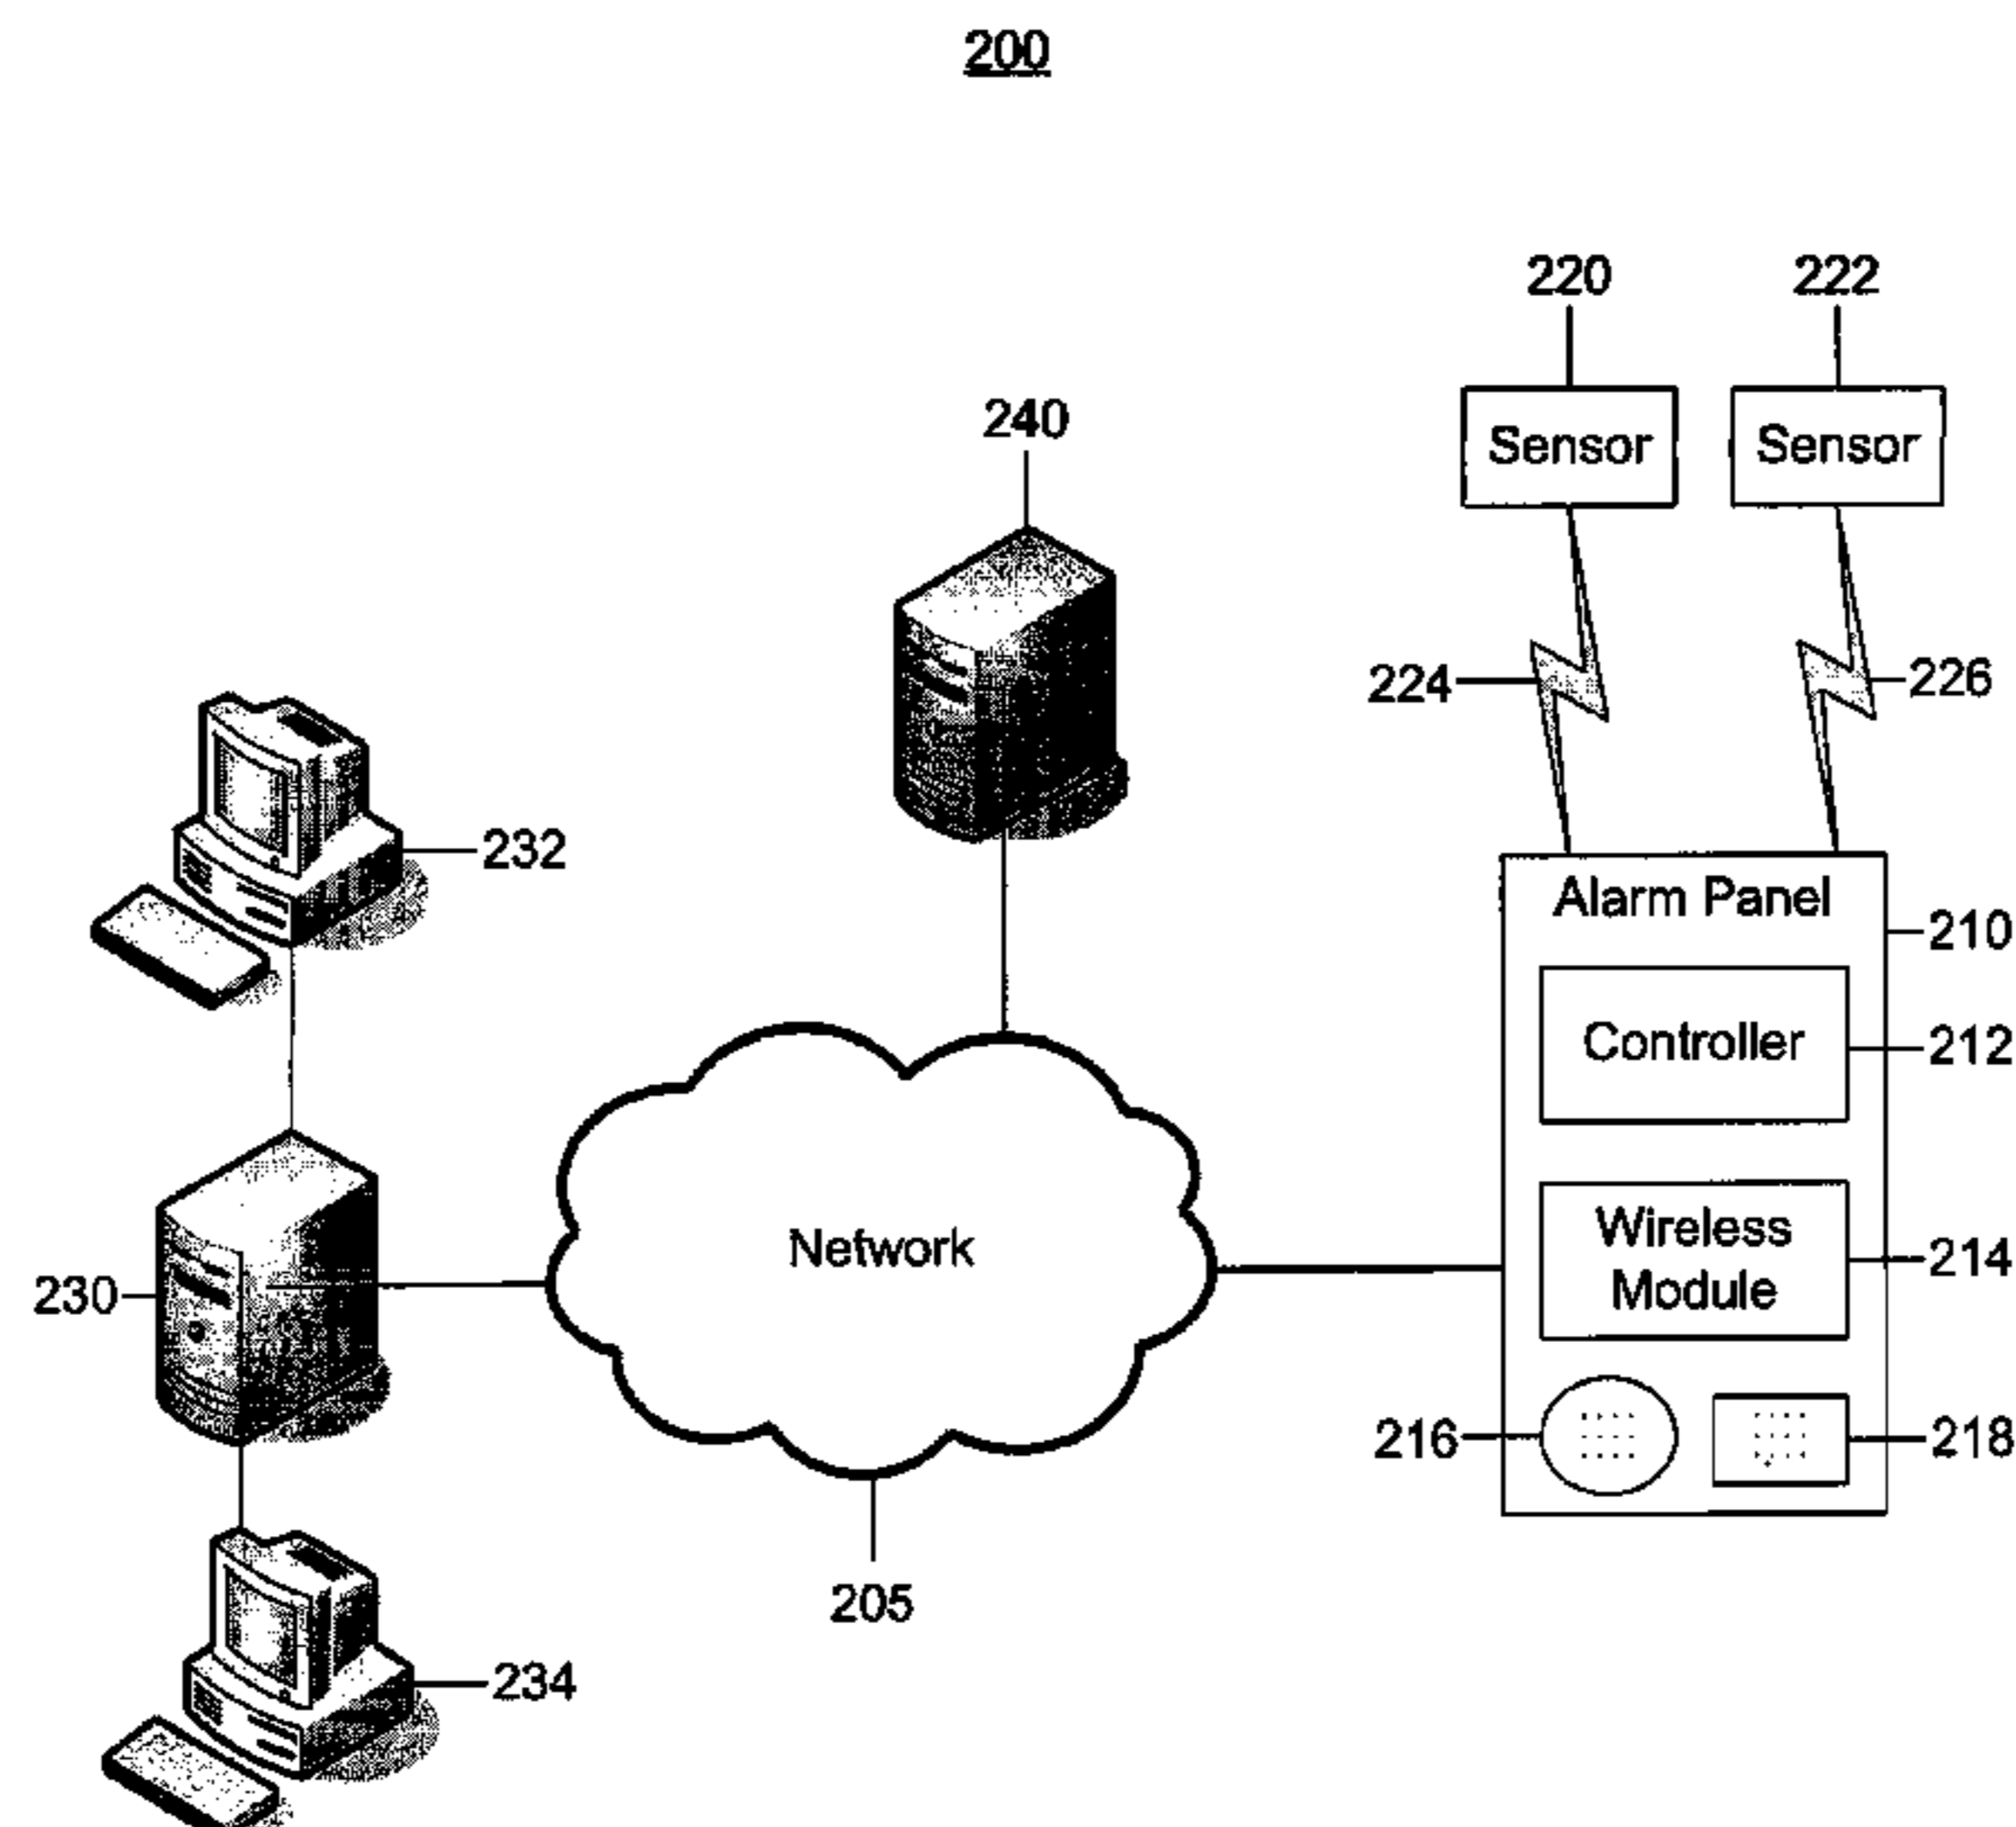 200
220 222
240
Sensor Sensor
224 226
232
Alarm Panel
210
Controller
212
Network
Wireless
Module
214
230
216 218
205
234